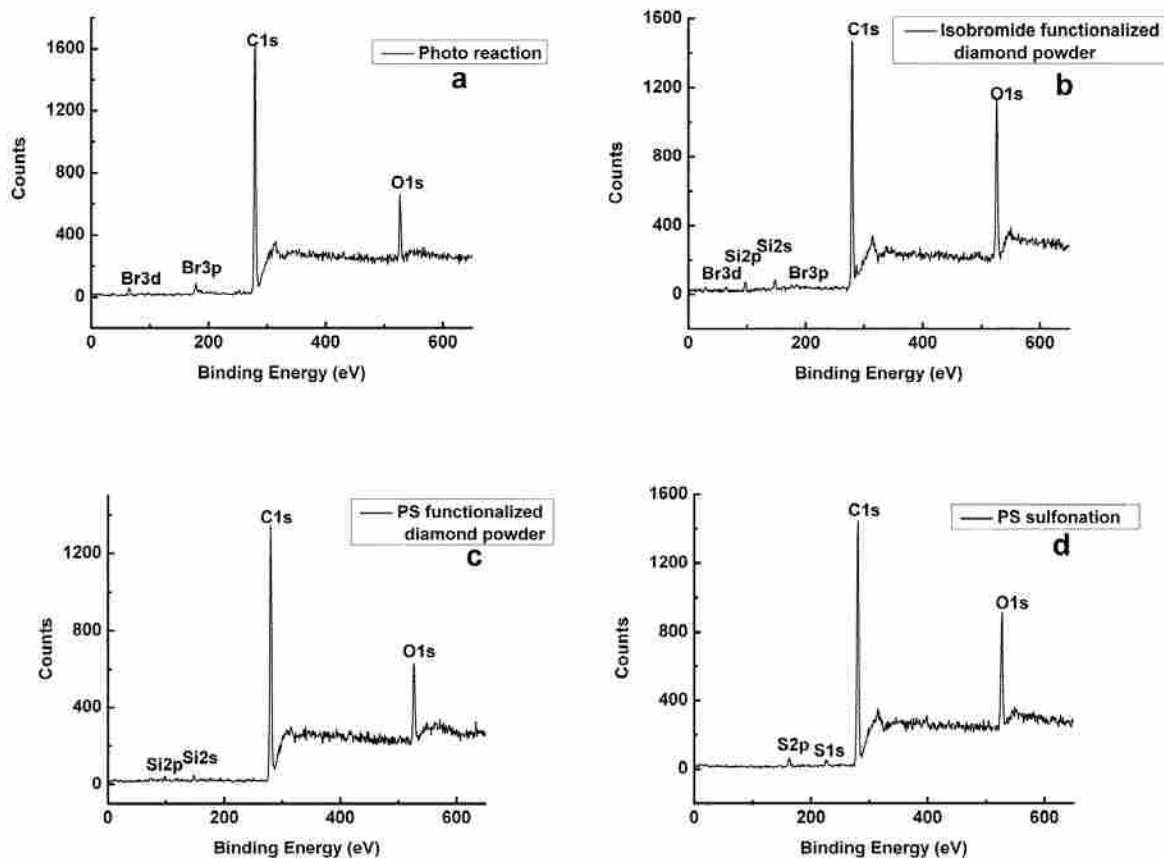 1600
1200
800
400
0
Counts
C1s
O1s
Br3d
Br3p
Photo reaction
a
0 200 400 600
Binding Energy (eV)
1600
1200
800
400
0
Counts
C1s
O1s
Br3d
Si2p
Si2s
Br3p
Isobromide functionalized
diamond powder
b
0 200 400 600
Binding Energy (eV)
1200
800
400
0
Counts
C1s
O1s
Si2p
Si2s
PS functionalized
diamond powder
c
0 200 400 600
Binding Energy (eV)
1600
1200
800
400
0
Counts
C1s
O1s
S2p
S1s
PS sulfonation
d
0 200 400 600
Binding Energy (eV)